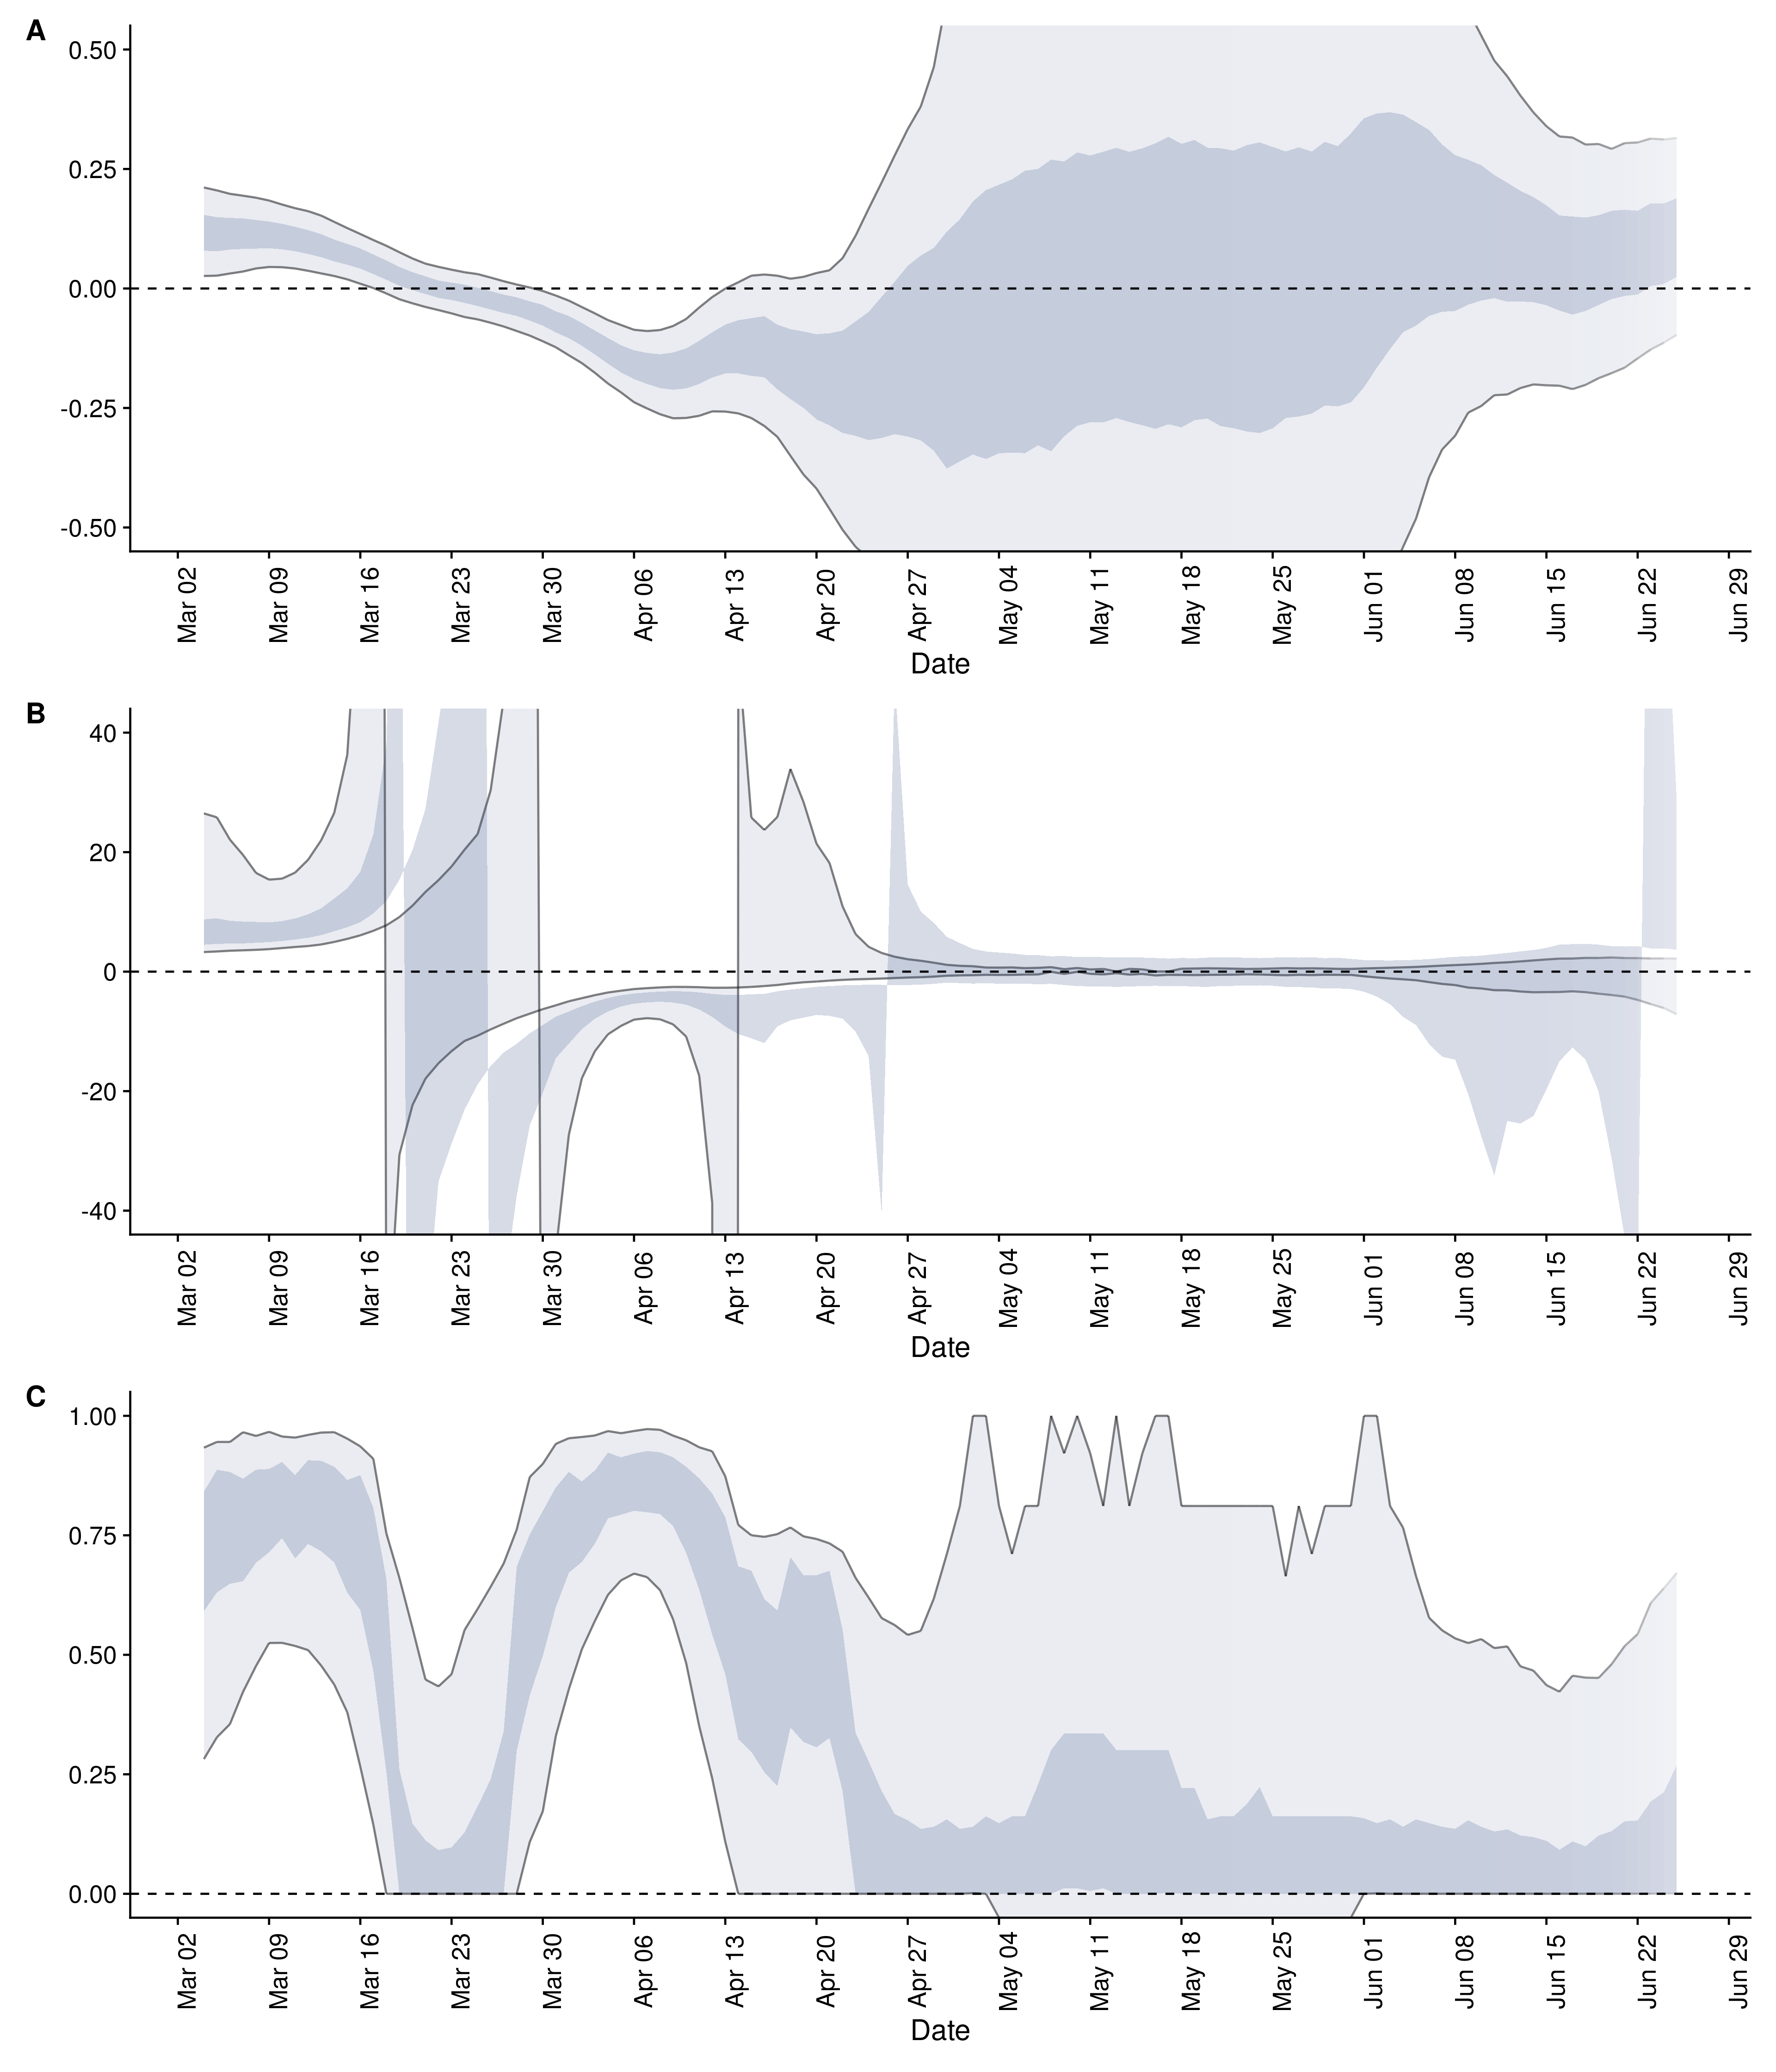 A
0.50
0.25
0.00
-0.25
-0.50
Mar 02
Mar 09
Mar 16
Mar 23
Mar 30
Apr 06
Apr 13
Apr 20
Apr 27
May 04
May 11
May 18
May 25
Jun 01
Jun 08
Jun 15
Jun 22
Jun 29
Date
B
40
20
0
-20
-40
Mar 02
Mar 09
Mar 16
Mar 23
Mar 30
Apr 06
Apr 13
Apr 20
Apr 27
May 04
May 11
May 18
May 25
Jun 01
Jun 08
Jun 15
Jun 22
Jun 29
Date
C
1.00
0.75
0.50
0.25
0.00
Mar 02
Mar 09
Mar 16
Mar 23
Mar 30
Apr 06
Apr 13
Apr 20
Apr 27
May 04
May 11
May 18
May 25
Jun 01
Jun 08
Jun 15
Jun 22
Jun 29
Date